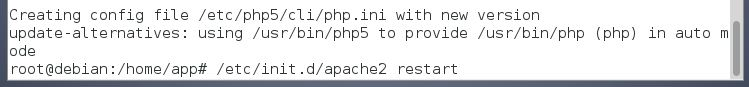 Creating config file /etc/php5/cli/php.ini with new version
update-alternatives: using /usr/bin/php5 to provide /usr/bin/php (php) in auto m
ode
root@debian:/home/app# /etc/init.d/apache2 restart